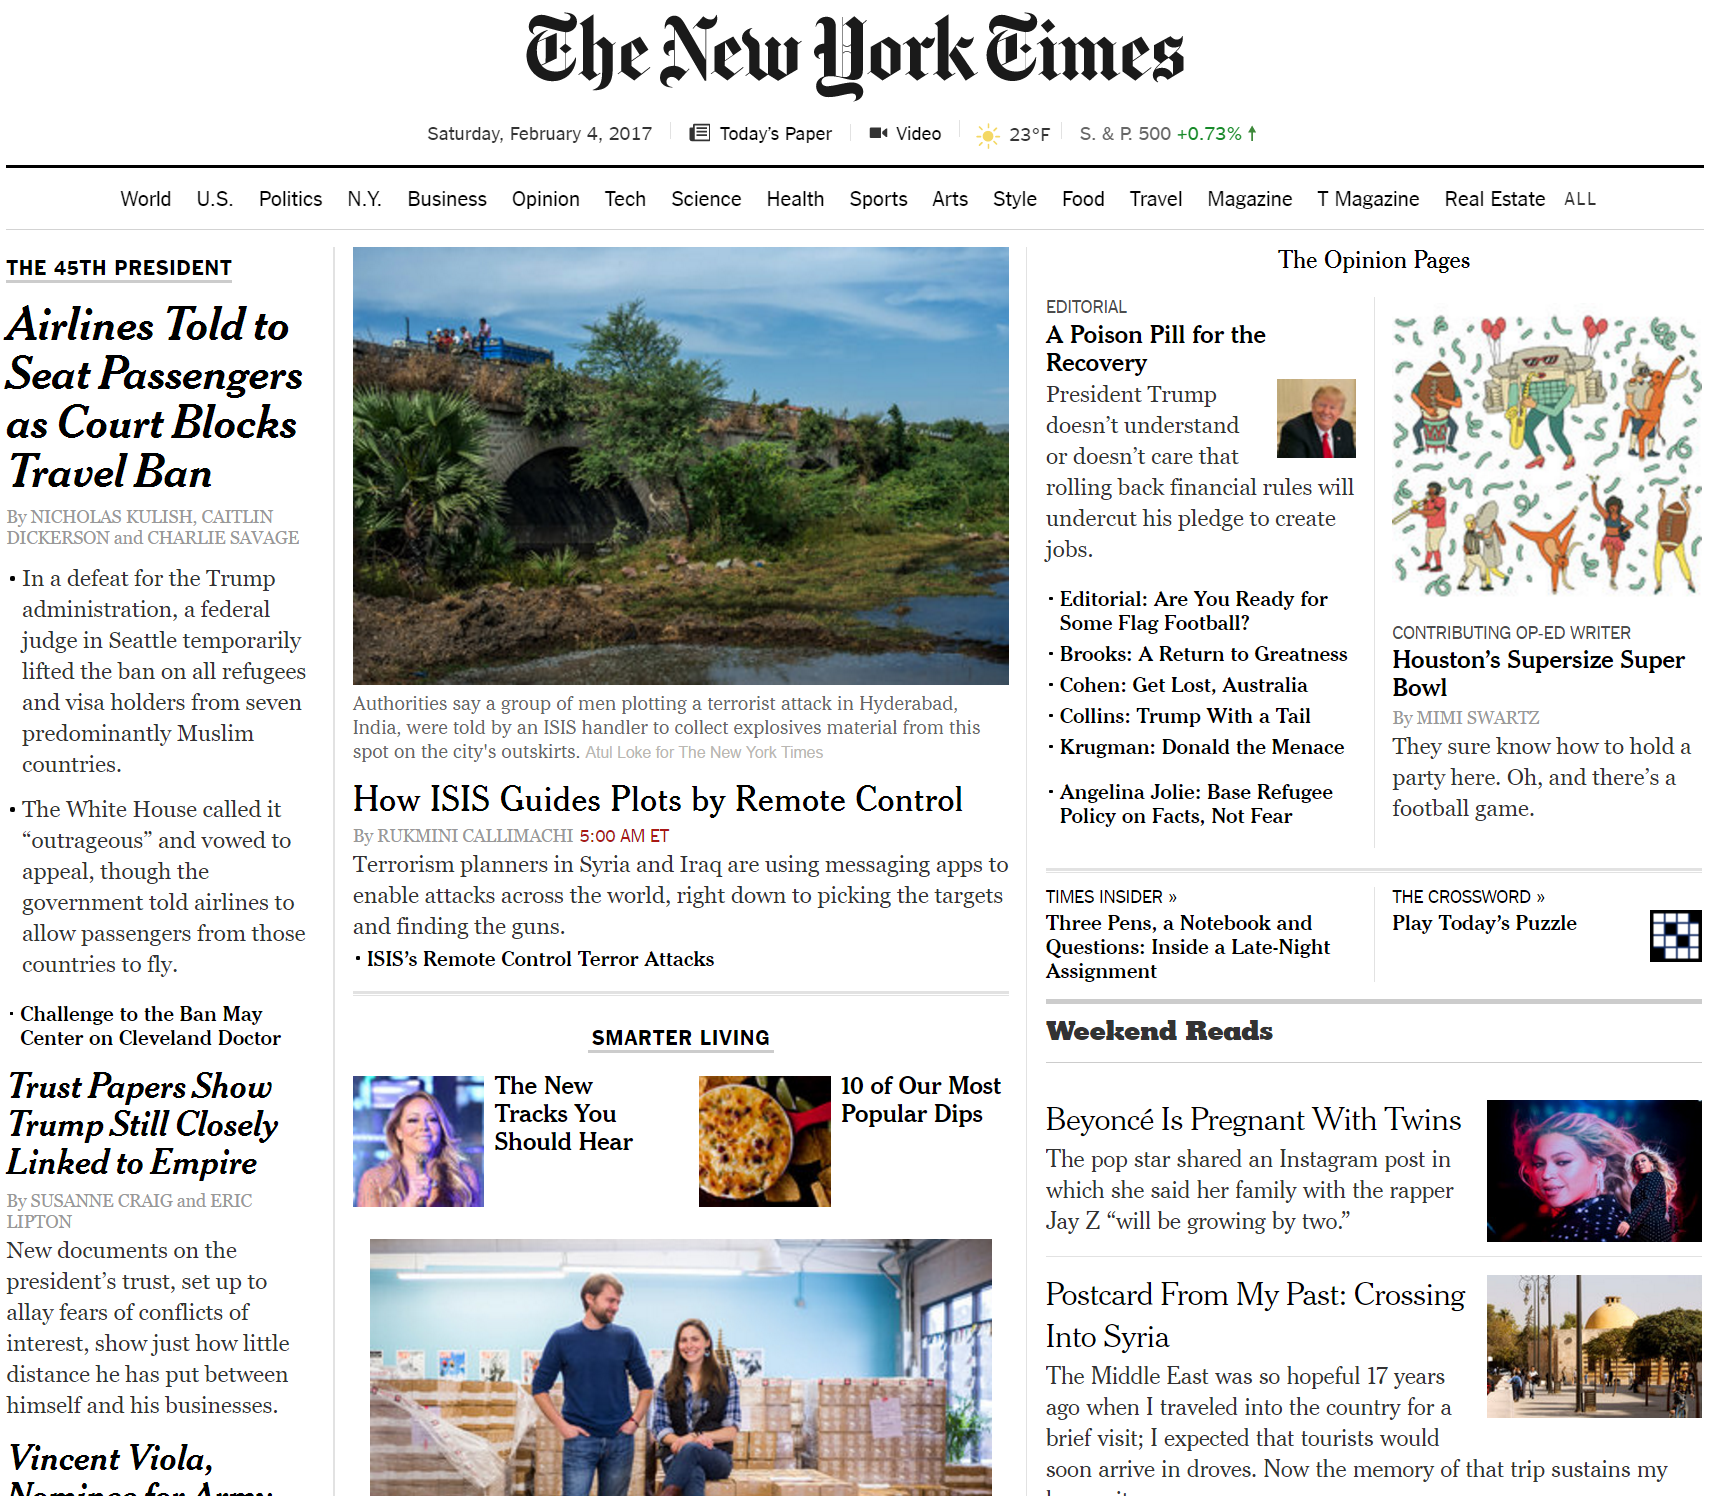 The New York Times
Saturday, February 4, 2017
Today's Paper
Video
23°F
S. & P. 500 +0.73%
World U.S. Politics N.Y. Business Opinion Tech Science Health Sports Arts Style Food Travel Magazine T Magazine Real Estate ALL
THE 45TH PRESIDENT
Airlines Told to
Seat Passengers
as Court Blocks
Travel Ban
By NICHOLAS KULISH, CAITLIN
DICKERSON and CHARLIE SAVAGE
• In a defeat for the Trump
administration, a federal
judge in Seattle temporarily
lifted the ban on all refugees
and visa holders from seven
predominantly Muslim
countries.
• The White House called it
“outrageous” and vowed to
appeal, though the
government told airlines to
allow passengers from those
countries to fly.
· Challenge to the Ban May
Center on Cleveland Doctor
Trust Papers Show
Trump Still Closely
Linked to Empire
By SUSANNE CRAIG and ERIC
LIPTON
New documents on the
president’s trust, set up to
allay fears of conflicts of
interest, show just how little
distance he has put between
himself and his businesses.
Vincent Viola,
Nominee for Army
Authorities say a group of men plotting a terrorist attack in Hyderabad,
India, were told by an ISIS handler to collect explosives material from this
spot on the city's outskirts. Atul Loke for The New York Times
How ISIS Guides Plots by Remote Control
By RUKMINI CALLIMACHI 5:00 AM ET
Terrorism planners in Syria and Iraq are using messaging apps to
enable attacks across the world, right down to picking the targets
and finding the guns.
· ISIS’s Remote Control Terror Attacks
SMARTER LIVING
The New
Tracks You
Should Hear
10 of Our Most
Popular Dips
The Opinion Pages
EDITORIAL
A Poison Pill for the
Recovery
President Trump
doesn’t understand
or doesn’t care that
rolling back financial rules will
undercut his pledge to create
jobs.
· Editorial: Are You Ready for
Some Flag Football?
· Brooks: A Return to Greatness
· Cohen: Get Lost, Australia
· Collins: Trump With a Tail
· Krugman: Donald the Menace
· Angelina Jolie: Base Refugee
Policy on Facts, Not Fear
CONTRIBUTING OP-ED WRITER
Houston’s Supersize Super
Bowl
By MIMI SWARTZ
They sure know how to hold a
party here. Oh, and there’s a
football game.
TIMES INSIDER »
Three Pens, a Notebook and
Questions: Inside a Late-Night
Assignment
THE CROSSWORD »
Play Today’s Puzzle
Weekend Reads
Beyoncé Is Pregnant With Twins
The pop star shared an Instagram post in
which she said her family with the rapper
Jay Z “will be growing by two.”
Postcard From My Past: Crossing
Into Syria
The Middle East was so hopeful 17 years
ago when I traveled into the country for a
brief visit; I expected that tourists would
soon arrive in droves. Now the memory of that trip sustains my